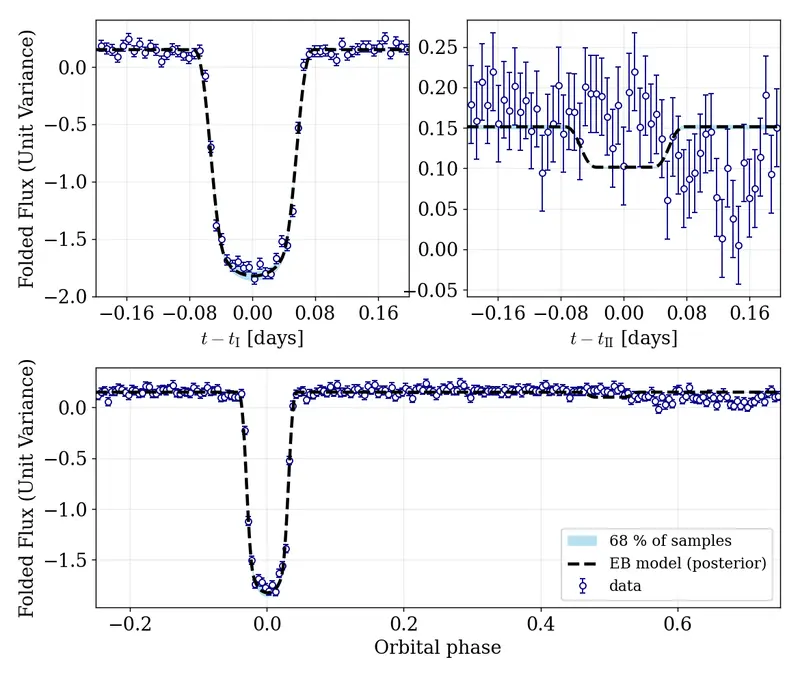 Folded Flux (Unit Variance)
0.0
−0.5
−1.0
−1.5
−2.0
−0.16 −0.08 0.00 0.08 0.16
t − tI [days]
0.25
0.20
0.15
0.10
0.05
0.00
−0.05
−0.16 −0.08 0.00 0.08 0.16
t − tII [days]
Folded Flux (Unit Variance)
0.0
−0.5
−1.0
−1.5
−0.2 0.0 0.2 0.4 0.6
Orbital phase
68 % of samples
EB model (posterior)
data